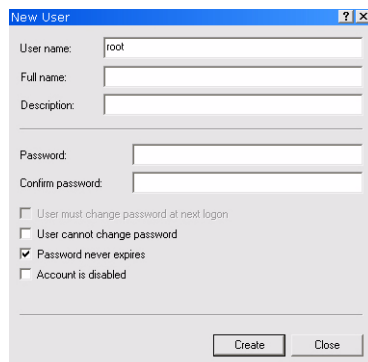 New User
User name: root
Full name:
Description:
Password:
Confirm password:
User must change password at next logon
User cannot change password
Password never expires
Account is disabled
Create Close